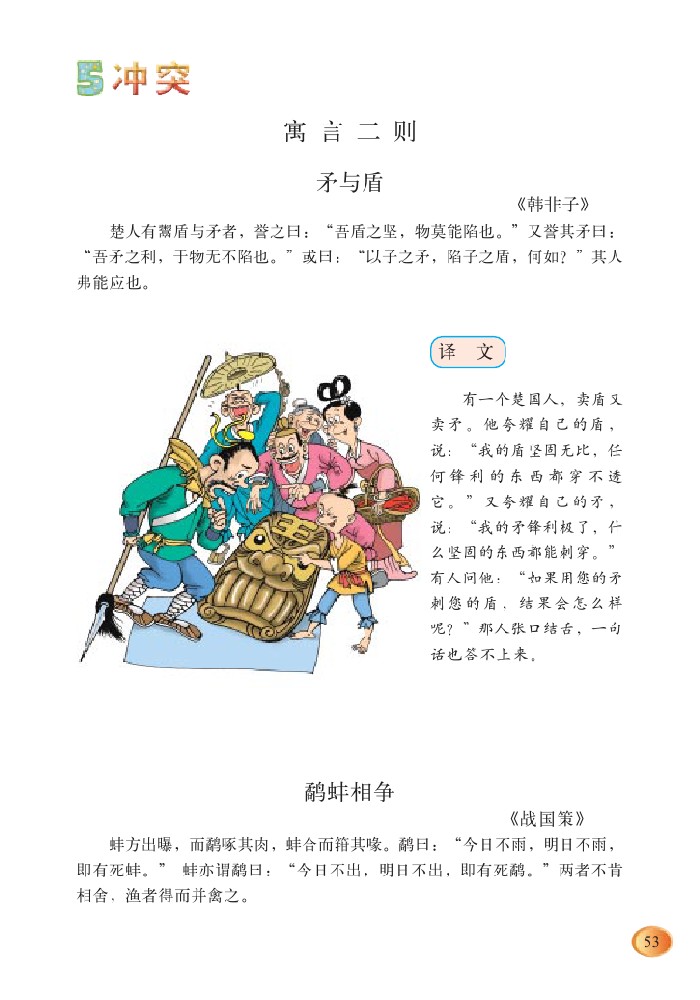 5 冲突
寓言二则
矛与盾
《韩非子》
楚人有鬻盾与矛者，誉之曰：“吾盾之坚，物莫能陷也。”又誉其矛曰：
“吾矛之利，于物无不陷也。”或曰：“以子之矛，陷子之盾，何如？”其人
弗能应也。
译 文
有一个楚国人，卖盾又
卖矛。他夸耀自己的盾，
说：“我的盾坚固无比，任
何锋利的东西都穿不透
它。”又夸耀自己的矛，
说：“我的矛锋利极了，什
么坚固的东西都能刺穿。”
有人问他：“如果用您的矛
刺您的盾，结果会怎么样
呢？”那人张口结舌，一句
话也答不上来。
鹬蚌相争
《战国策》
蚌方出曝，而鹬啄其肉，蚌合而箝其喙。鹬曰：“今日不雨，明日不雨，
即有死蚌。” 蚌亦谓鹬曰：“今日不出，明日不出，即有死鹬。”两者不肯
相舍，渔者得而并禽之。
53